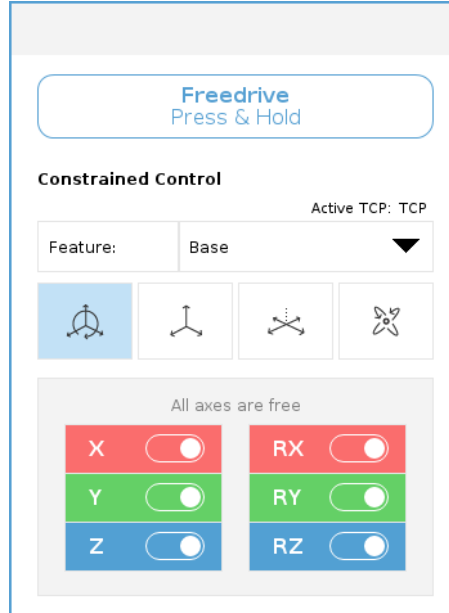 Freedrive
Press & Hold
Constrained Control
Active TCP: TCP
Feature: Base
All axes are free
X RX
Y RY
Z RZ